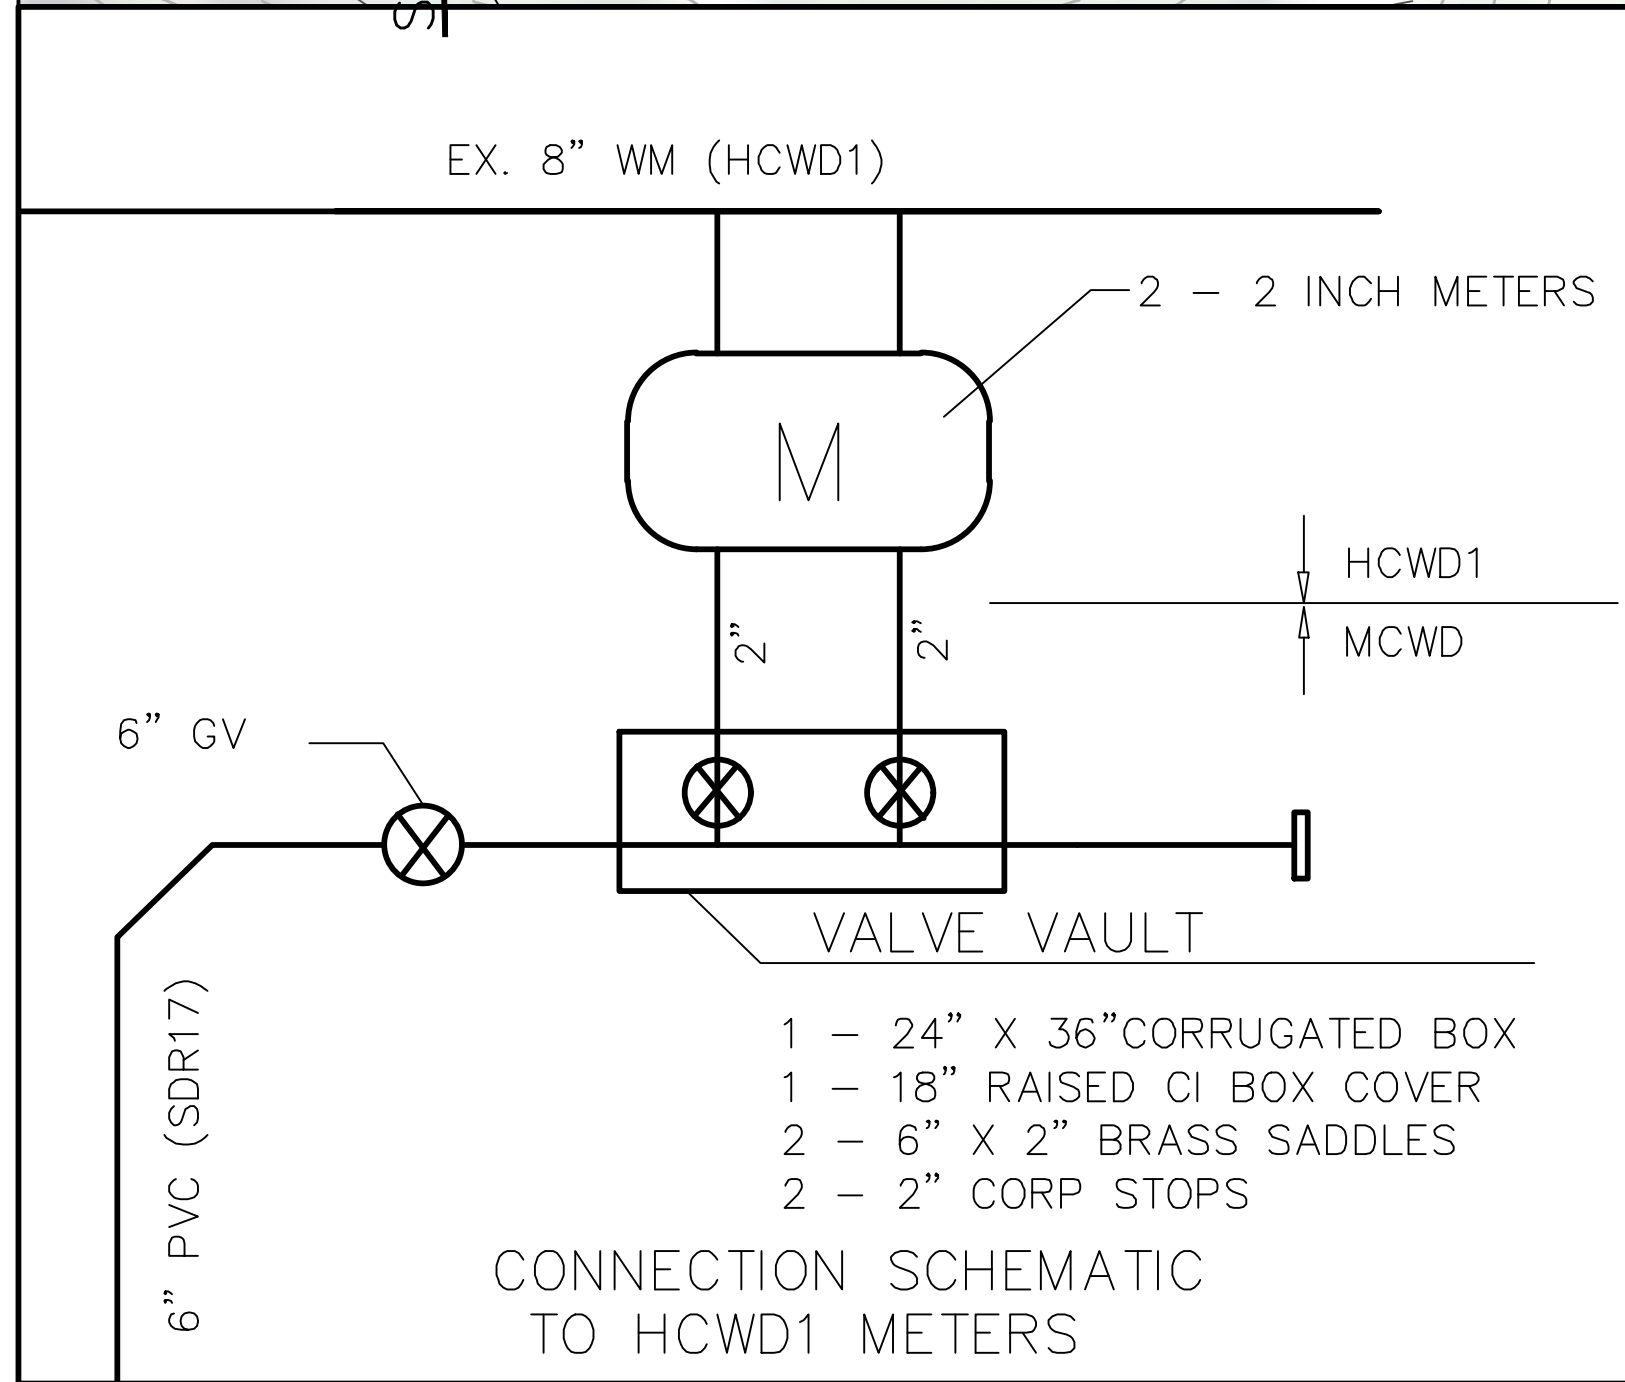 S
EX. 8” WM (HCWD1)
2 – 2 INCH METERS
M
HCWD1
MCWD
2”
2”
6” GV
VALVE VAULT
1 – 24” X 36”CORRUGATED BOX
1 – 18” RAISED CI BOX COVER
2 – 6” X 2” BRASS SADDLES
2 – 2” CORP STOPS
6” PVC (SDR17)
CONNECTION SCHEMATIC
TO HCWD1 METERS